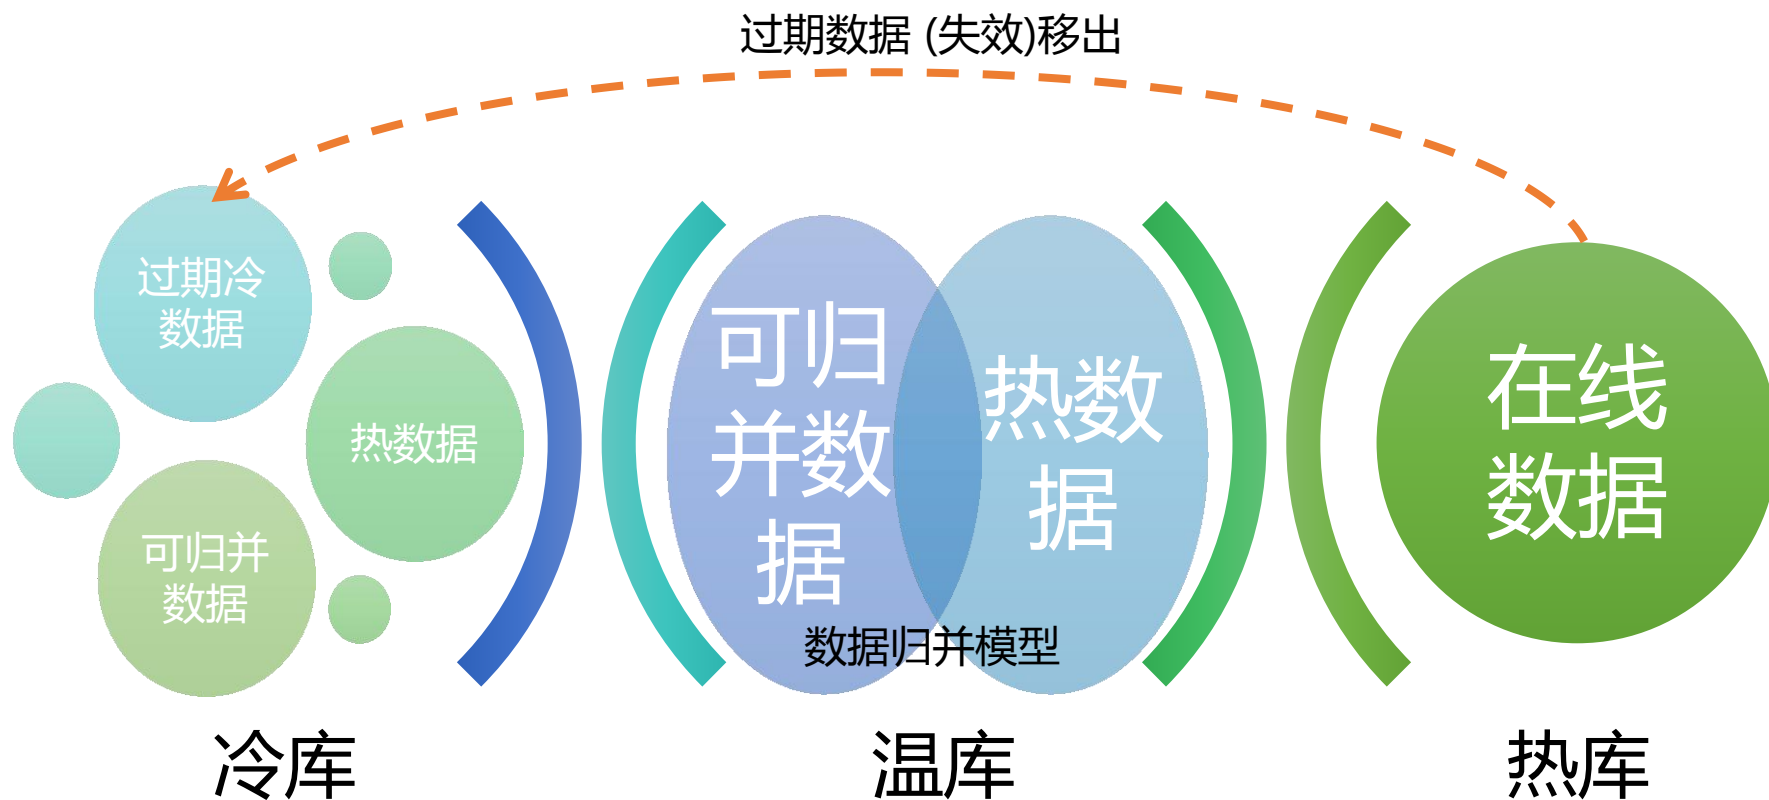 过期数据 (失效)移出
过期冷
数据
热数据
可归并
数据
可归
并数
据
热数
据
数据归并模型
在线
数据
冷库
温库
热库